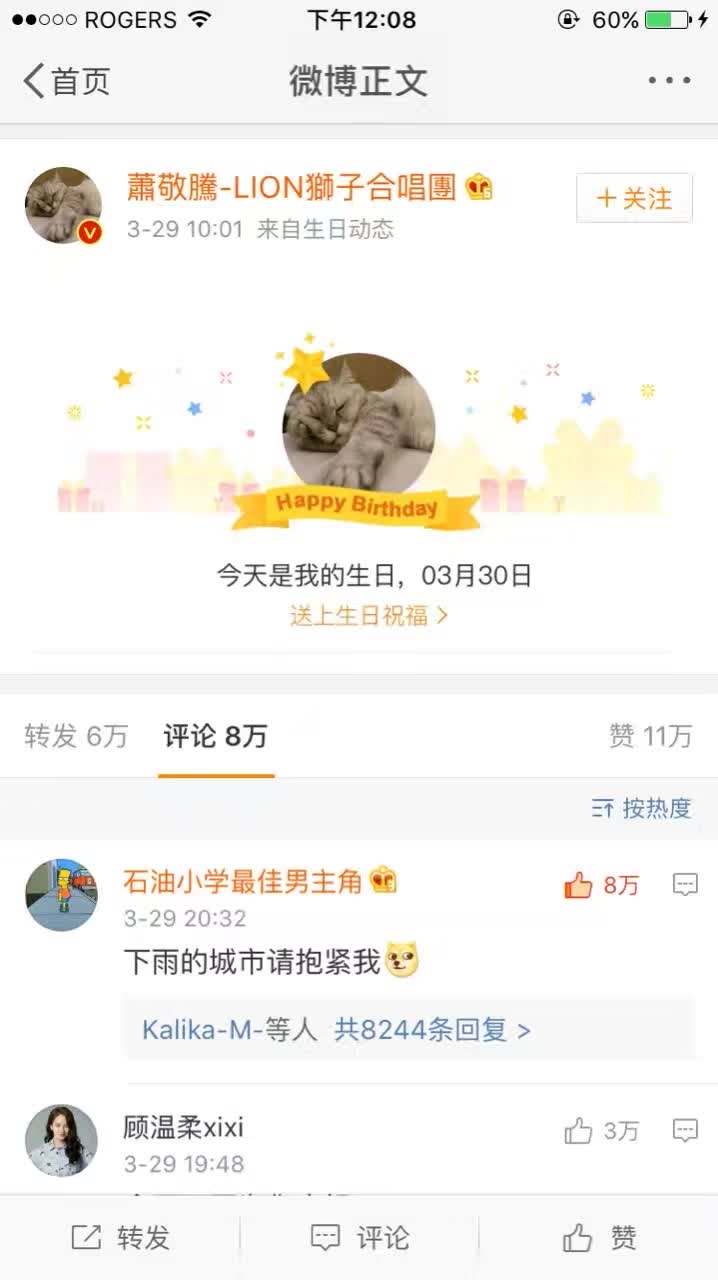 ROGERS 下午12:08 60%
首页 微博正文
蕭敬騰-LION獅子合唱團
+关注
3-29 10:01 来自生日动态
Happy Birthday
今天是我的生日，03月30日
送上生日祝福 >
转发 6万 评论 8万 赞 11万
按热度
石油小学最佳男主角 8万
3-29 20:32
下雨的城市请抱紧我
Kalika-M-等人 共8244条回复 >
顾温柔xixi 3万
3-29 19:48
转发 评论 赞